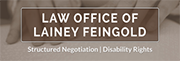 LAW OFFICE OF
LAINEY FEINGOLD
Structured Negotiation | Disability Rights